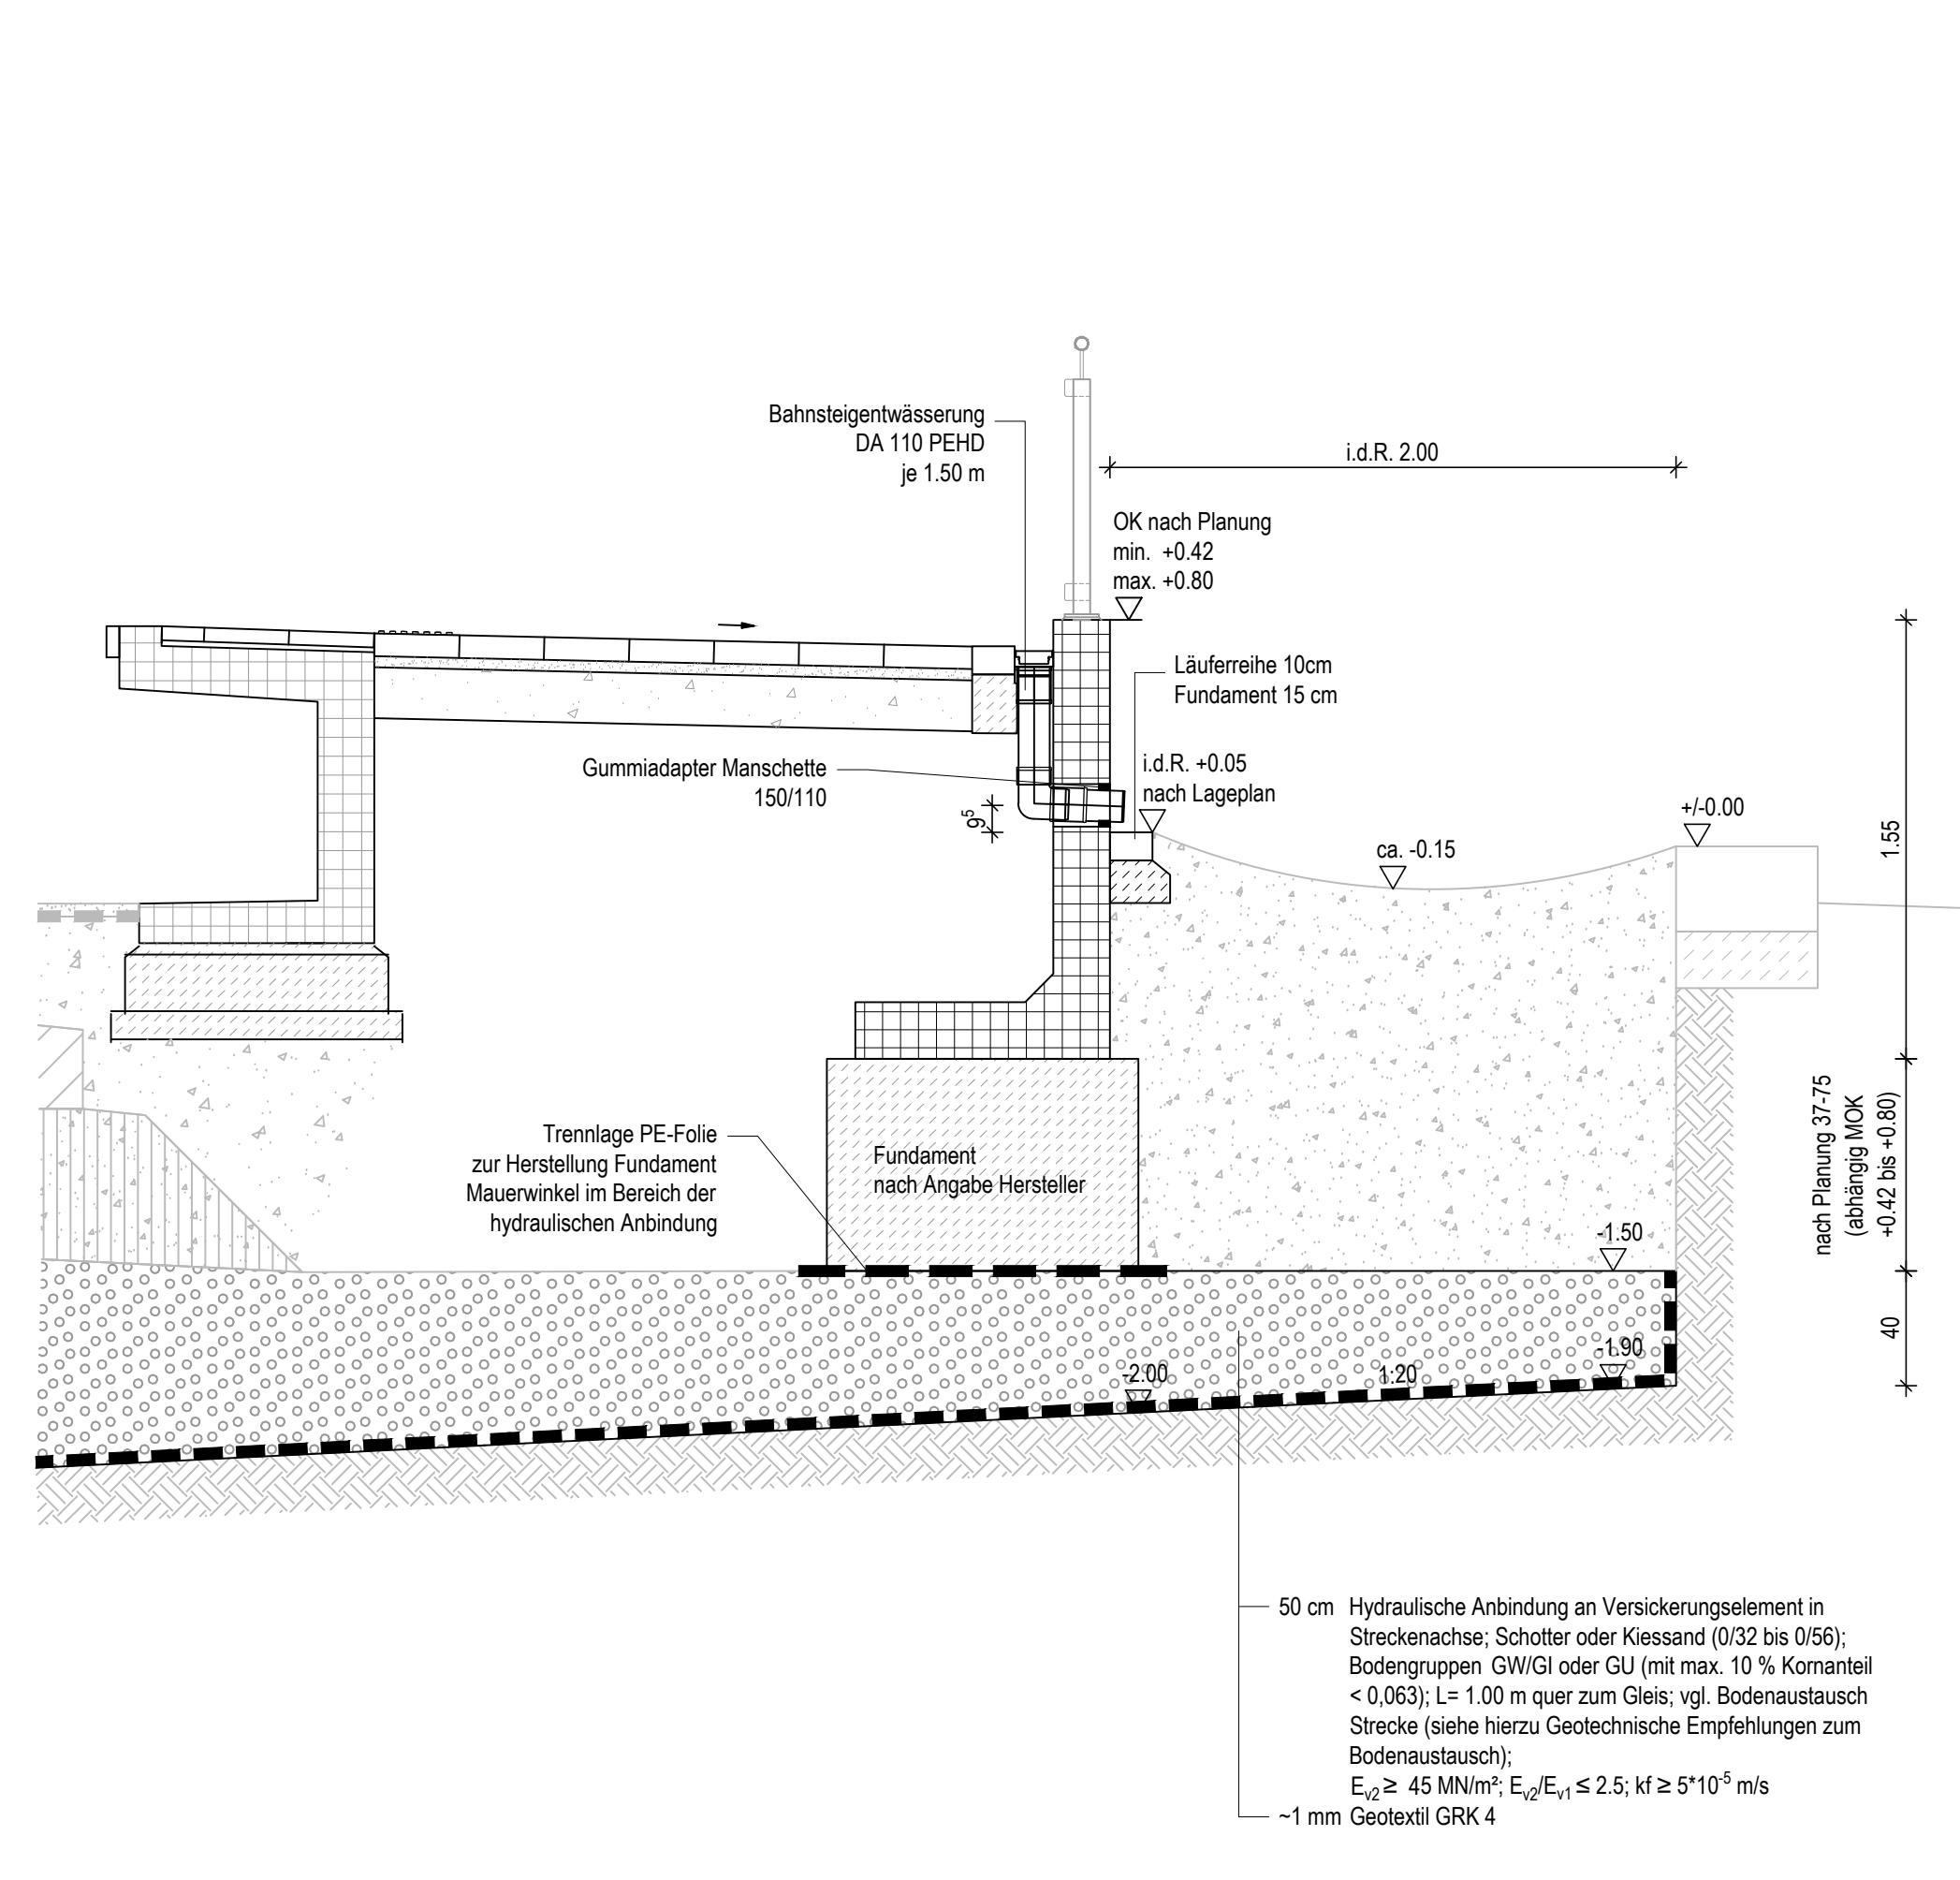 Bahnsteigentwässerung
DA 110 PEHD
je 1.50 m
i.d.R. 2.00
OK nach Planung
min. +0.42
max. +0.80
Läuferreihe 10cm
Fundament 15 cm
Gummiadapter Manschette
150/110
9⁵
i.d.R. +0.05
nach Lageplan
ca. -0.15
+/-0.00
1.55
Trennlage PE-Folie
zur Herstellung Fundament
Mauerwinkel im Bereich der
hydraulischen Anbindung
Fundament
nach Angabe Hersteller
nach Planung 37-75
(abhängig MOK
+0.42 bis +0.80)
-1.50
40
-1.90
-2.00
1:20
50 cm Hydraulische Anbindung an Versickerungselement in
Streckenachse; Schotter oder Kiessand (0/32 bis 0/56);
Bodengruppen GW/GI oder GU (mit max. 10 % Kornanteil
< 0,063); L= 1.00 m quer zum Gleis; vgl. Bodenaustausch
Strecke (siehe hierzu Geotechnische Empfehlungen zum
Bodenaustausch);
Ev2 ≥ 45 MN/m²; Ev2/Ev1 ≤ 2.5; kf ≥ 5*10⁻⁵ m/s
~1 mm Geotextil GRK 4